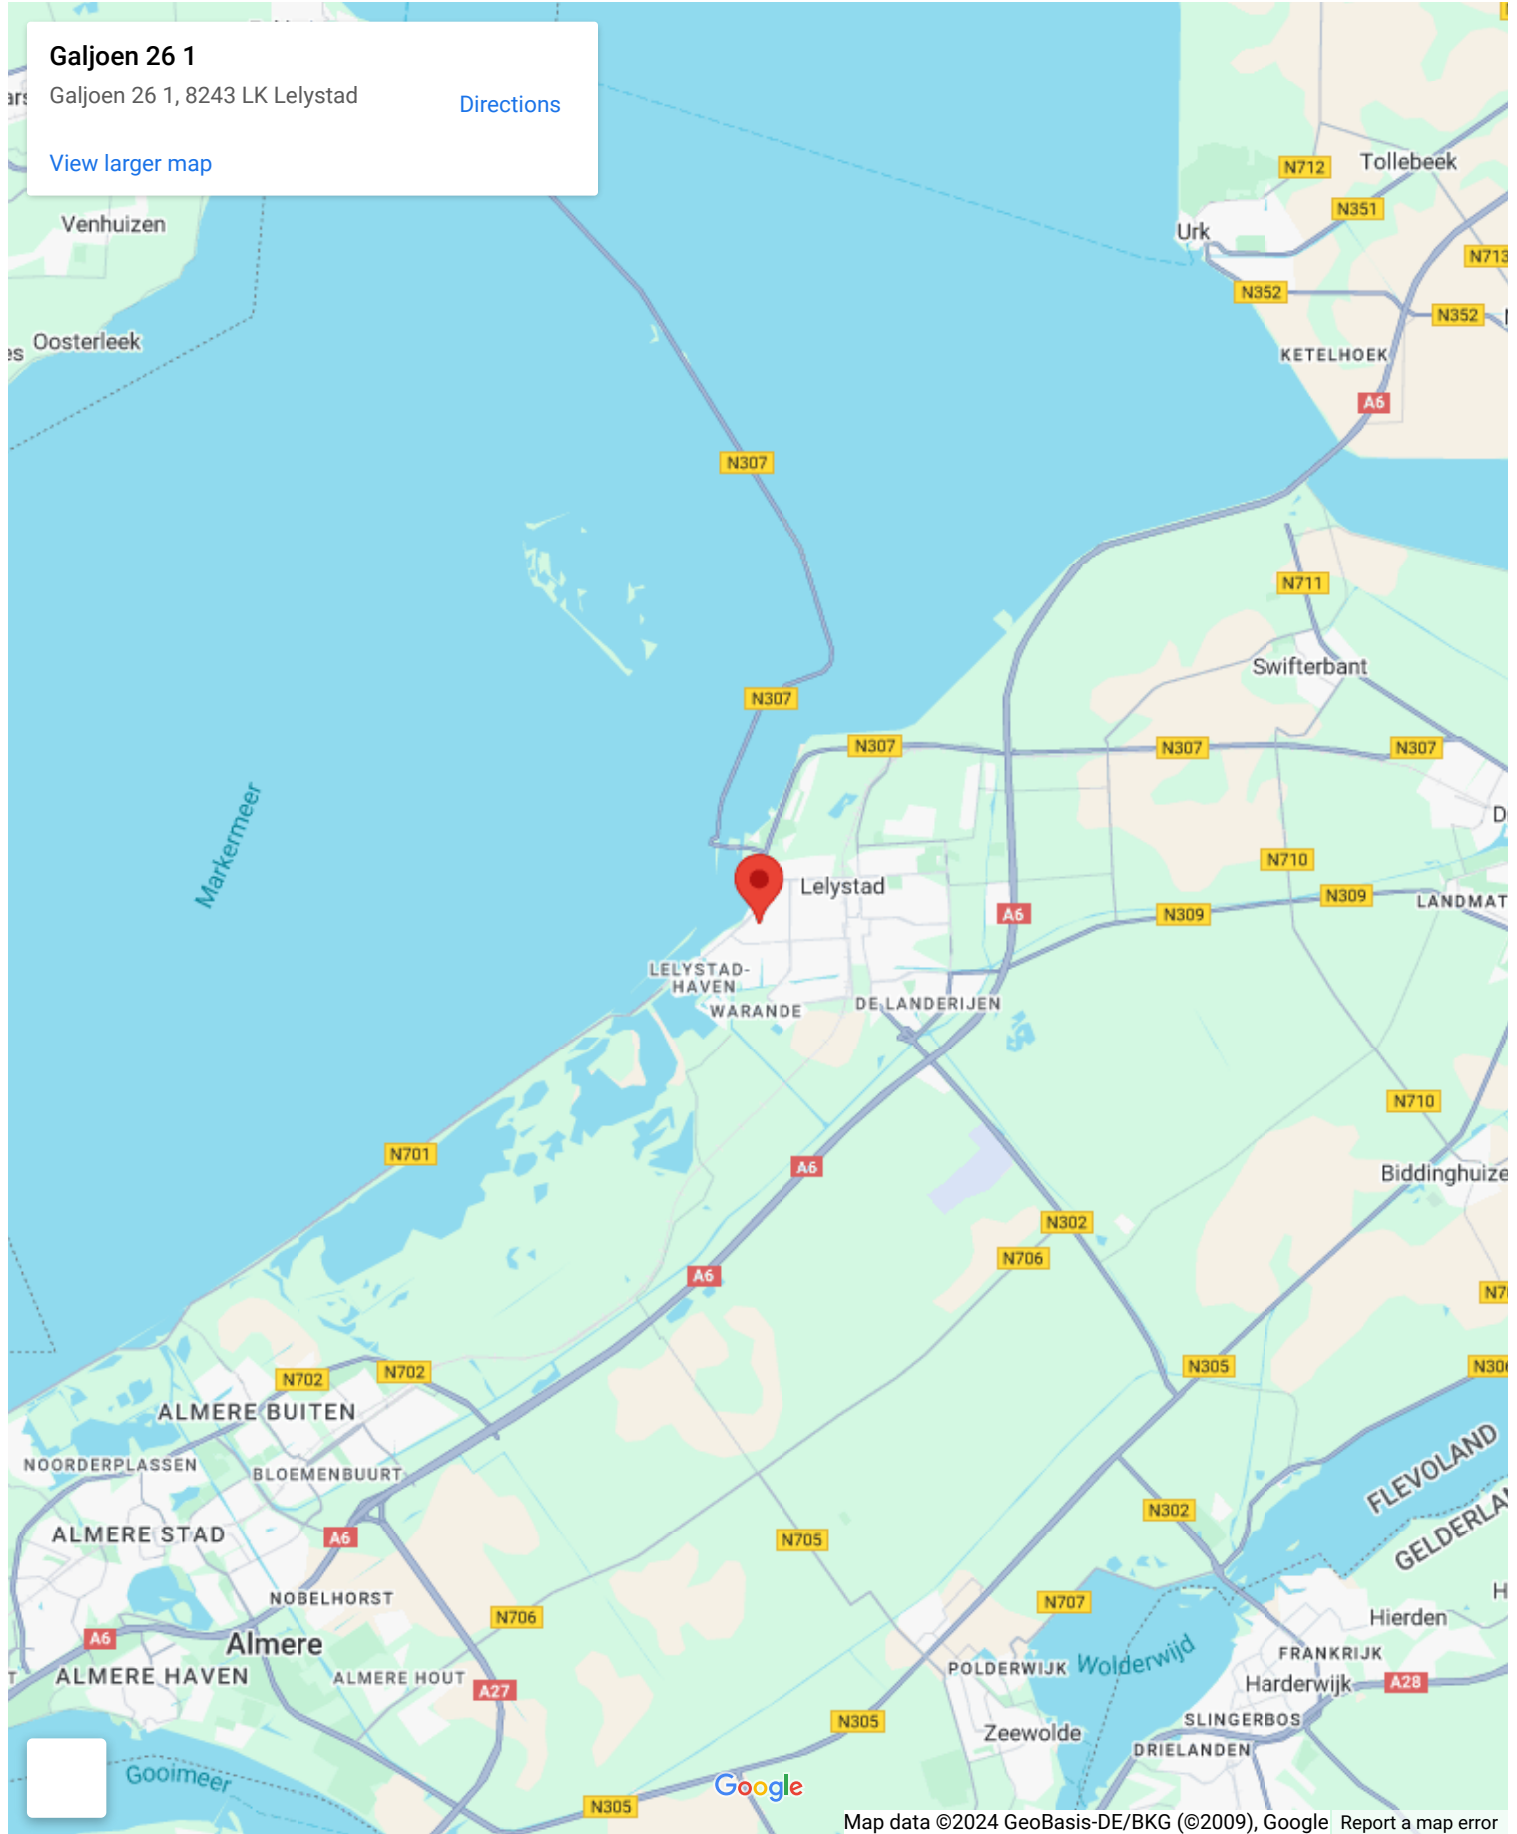 Galjoen 26 1
Galjoen 26 1, 8243 LK Lelystad
Directions
View larger map
Venhuizen
Oosterleek
es
N712
Tollebeek
N351
Urk
N713
N352
N352
KETELHOEK
A6
N307
N711
Swifterbant
N307
N307
N307
N307
Markermeer
N710
Lelystad
N309
LANDMAT
A6
N309
LELYSTAD-
HAVEN
WARANDE
DE LANDERIJEN
N710
N701
A6
Biddinghuize
N302
N706
A6
N305
N306
N702
N702
ALMERE BUITEN
FLEVOLAND
NOORDERPLASSEN
BLOEMENBUURT
N302
GELDERLA
ALMERE STAD
A6
N705
NOBELHORST
N707
N706
Hierden
A6
Almere
FRANKRIJK
POLDERWIJK
Wolderwijd
ALMERE HAVEN
ALMERE HOUT
Harderwijk
A28
A27
N305
SLINGERBOS
Zeewolde
DRIELANDEN
Gooimeer
Google
N305
Map data ©2024 GeoBasis-DE/BKG (©2009), Google
Report a map error